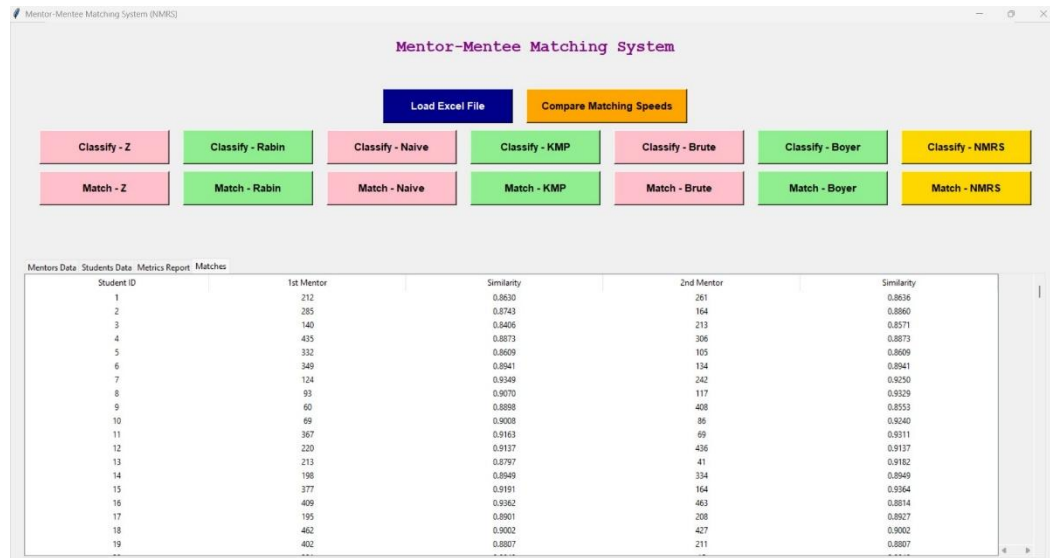 Mentor-Mentee Matching System (NMRS)
Mentor-Mentee Matching System
Load Excel File Compare Matching Speeds
Classify - Z Classify - Rabin Classify - Naive Classify - KMP Classify - Brute Classify - Boyer Classify - NMRS
Match - Z Match - Rabin Match - Naive Match - KMP Match - Brute Match - Boyer Match - NMRS
Mentors Data Students Data Metrics Report Matches
Student ID 1st Mentor Similarity 2nd Mentor Similarity
1 212 0.8630 261 0.8636
2 285 0.8743 164 0.8860
3 140 0.8406 213 0.8571
4 435 0.8873 306 0.8873
5 332 0.8609 105 0.8609
6 349 0.8941 134 0.8941
7 124 0.9349 242 0.9250
8 93 0.9070 117 0.9329
9 60 0.8898 408 0.8553
10 69 0.9008 86 0.9240
11 367 0.9163 69 0.9311
12 220 0.9137 436 0.9137
13 213 0.8797 41 0.9182
14 198 0.8949 334 0.8949
15 377 0.9191 164 0.9364
16 409 0.9362 463 0.8814
17 195 0.8901 208 0.8927
18 462 0.9002 427 0.9002
19 402 0.8807 211 0.8807